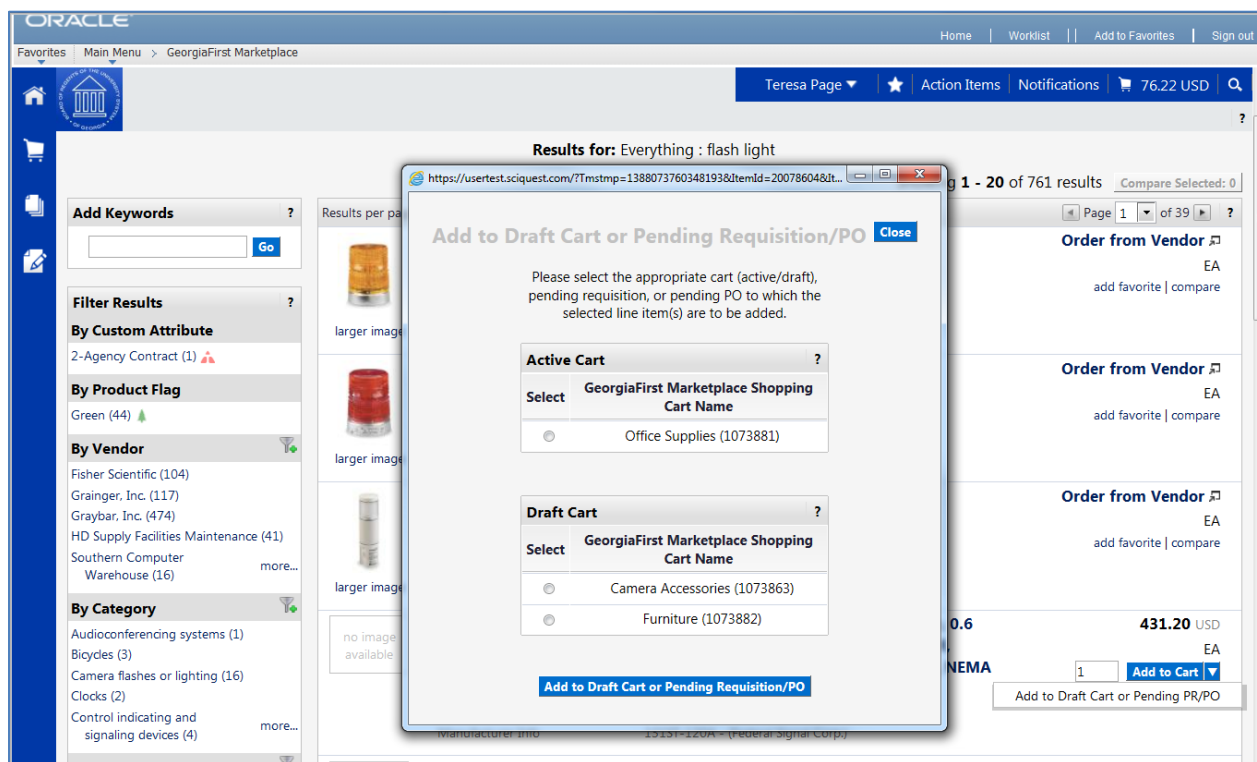 ORACLE
Home | Worklist | | Add to Favorites | Sign out
Favorites Main Menu > GeorgiaFirst Marketplace
Teresa Page Action Items Notifications 76.22 USD
?
Results for: Everything : flash light
https://usertest.sciquest.com/?Tmstmp=1388073760348193&ItemId=20078604&It...
1 - 20 of 761 results Compare Selected: 0
Add Keywords ?
Go
Results per pa
Page 1 of 39 ?
Filter Results ?
By Custom Attribute
2-Agency Contract (1)
By Product Flag
Green (44)
By Vendor
Fisher Scientific (104)
Grainger, Inc. (117)
Graybar, Inc. (474)
HD Supply Facilities Maintenance (41)
Southern Computer
Warehouse (16) more...
By Category
Audioconferencing systems (1)
Bicycles (3)
Camera flashes or lighting (16)
Clocks (2)
Control indicating and
signaling devices (4) more...
larger image
larger image
larger image
no image
available
Add to Draft Cart or Pending Requisition/PO Close
Please select the appropriate cart (active/draft),
pending requisition, or pending PO to which the
selected line item(s) are to be added.
Active Cart ?
Select GeorgiaFirst Marketplace Shopping
Cart Name
Office Supplies (1073881)
Draft Cart ?
Select GeorgiaFirst Marketplace Shopping
Cart Name
Camera Accessories (1073863)
Furniture (1073882)
Add to Draft Cart or Pending Requisition/PO
Order from Vendor
EA
add favorite | compare
Order from Vendor
EA
add favorite | compare
Order from Vendor
EA
add favorite | compare
0.6 431.20 USD
EA
NEMA 1 Add to Cart
Add to Draft Cart or Pending PR/PO
Manufacturer Info 151ST-120A - (Federal Signal Corp.)